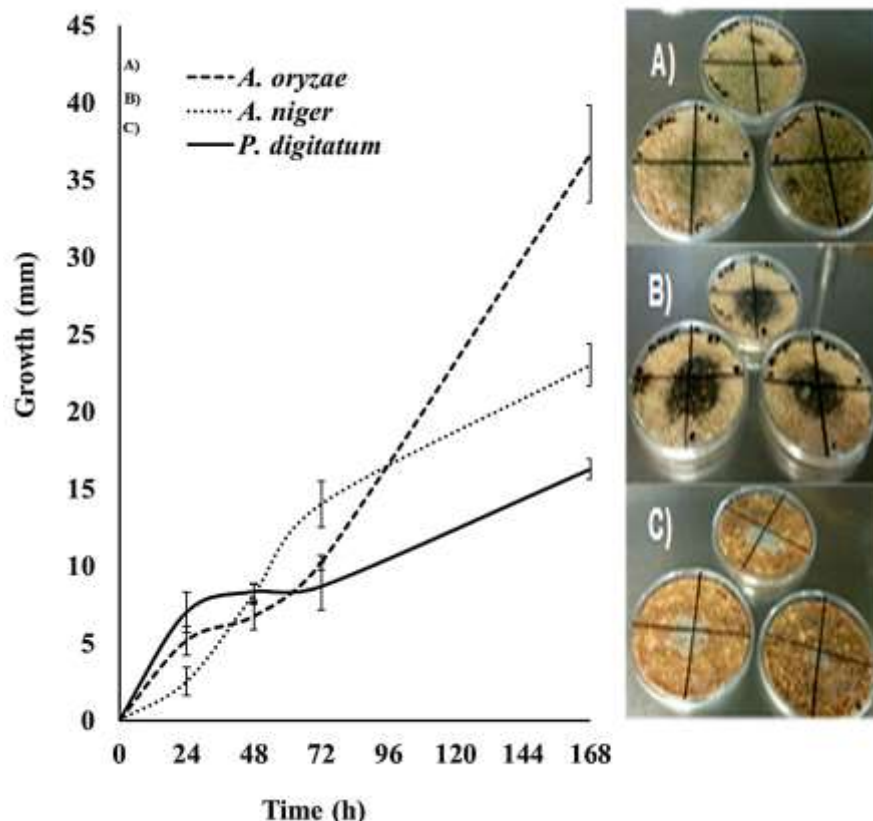 45
40
35
30
25
20
15
10
5
0
Growth (mm)
A) A. oryzae
B) A. niger
C) P. digitatum
0 24 48 72 96 120 144 168
Time (h)
A)
B)
C)